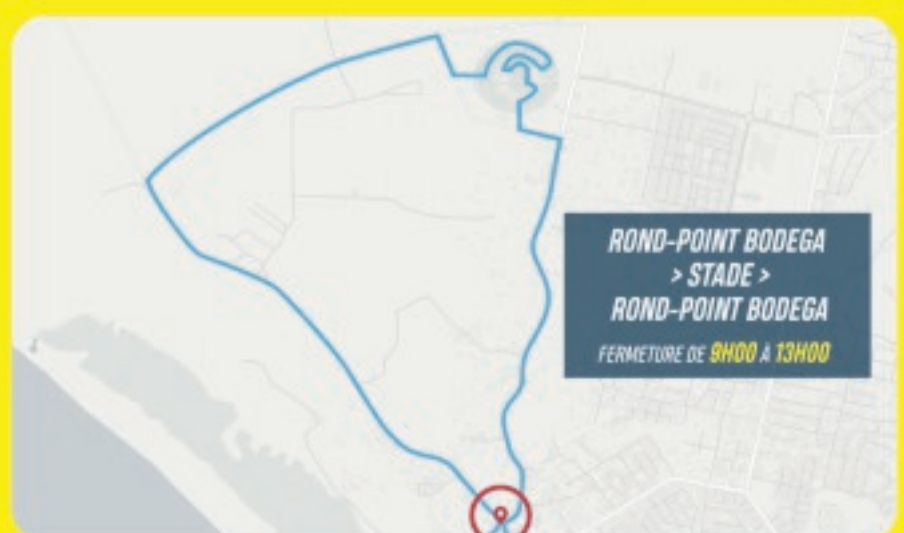 ROND-POINT BODEGA
> STADE >
ROND-POINT BODEGA
FERMETURE DE 9H00 À 13H00